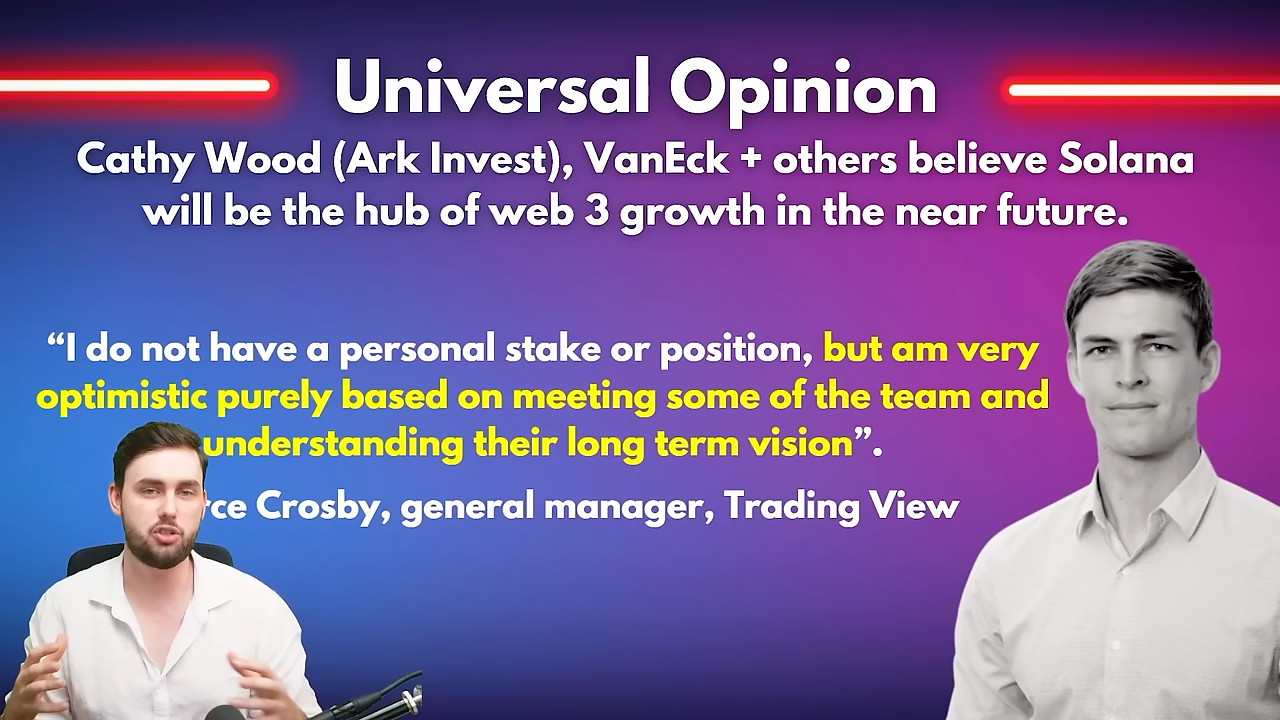 Universal Opinion
Cathy Wood (Ark Invest), VanEck + others believe Solana
will be the hub of web 3 growth in the near future.
“I do not have a personal stake or position, but am very
optimistic purely based on meeting some of the team and
understanding their long term vision”.
Crosby, general manager, Trading View